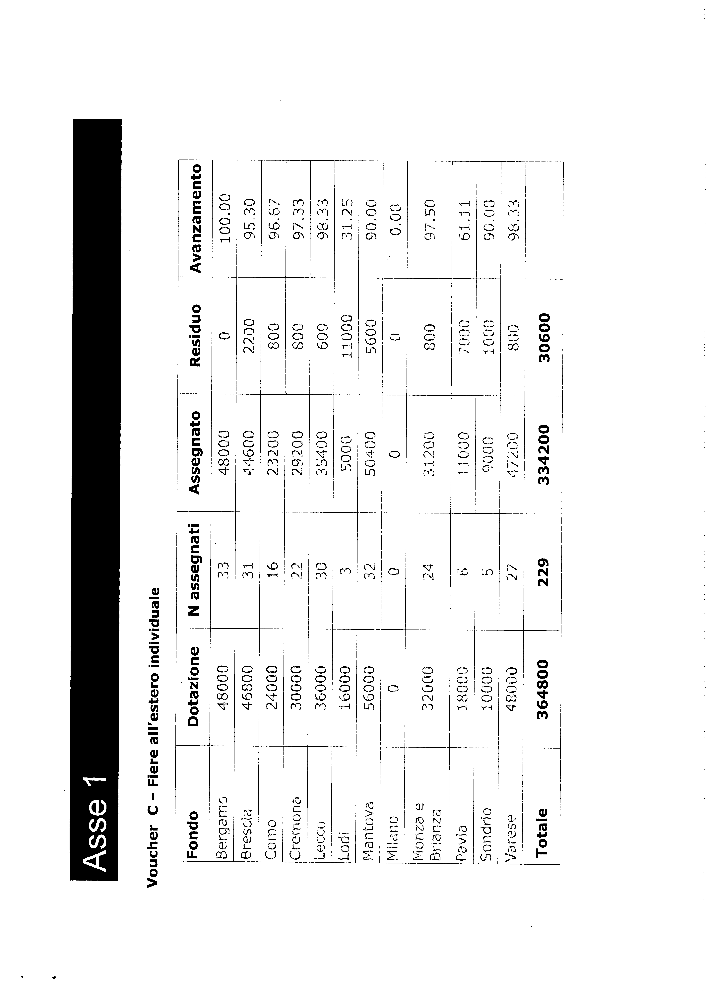 Asse 1
Voucher C – Fiere all'estero individuale
Fondo Dotazione N assegnati Assegnato Residuo Avanzamento
Bergamo 48000 33 48000 0 100.00
Brescia 46800 31 44600 2200 95.30
Como 24000 16 23200 800 96.67
Cremona 30000 22 29200 800 97.33
Lecco 36000 30 35400 600 98.33
Lodi 16000 3 5000 11000 31.25
Mantova 56000 32 50400 5600 90.00
Milano 0 0 0 0 0.00
Monza e
Brianza 32000 24 31200 800 97.50
Pavia 18000 6 11000 7000 61.11
Sondrio 10000 5 9000 1000 90.00
Varese 48000 27 47200 800 98.33
Totale 364800 229 334200 30600